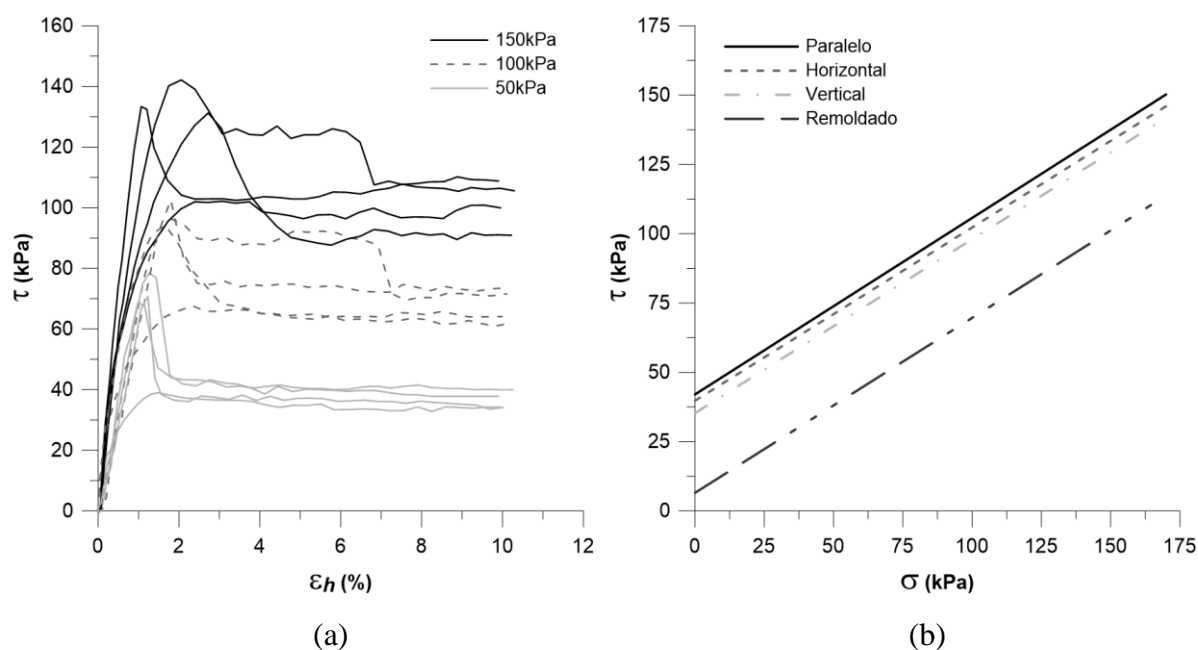 160
140
120
100
80
60
40
20
0
τ (kPa)
150kPa
100kPa
50kPa
0 2 4 6 8 10 12
εh (%)
(a)
175
150
125
100
75
50
25
0
τ (kPa)
Paralelo
Horizontal
Vertical
Remoldado
0 25 50 75 100 125 150 175
σ (kPa)
(b)